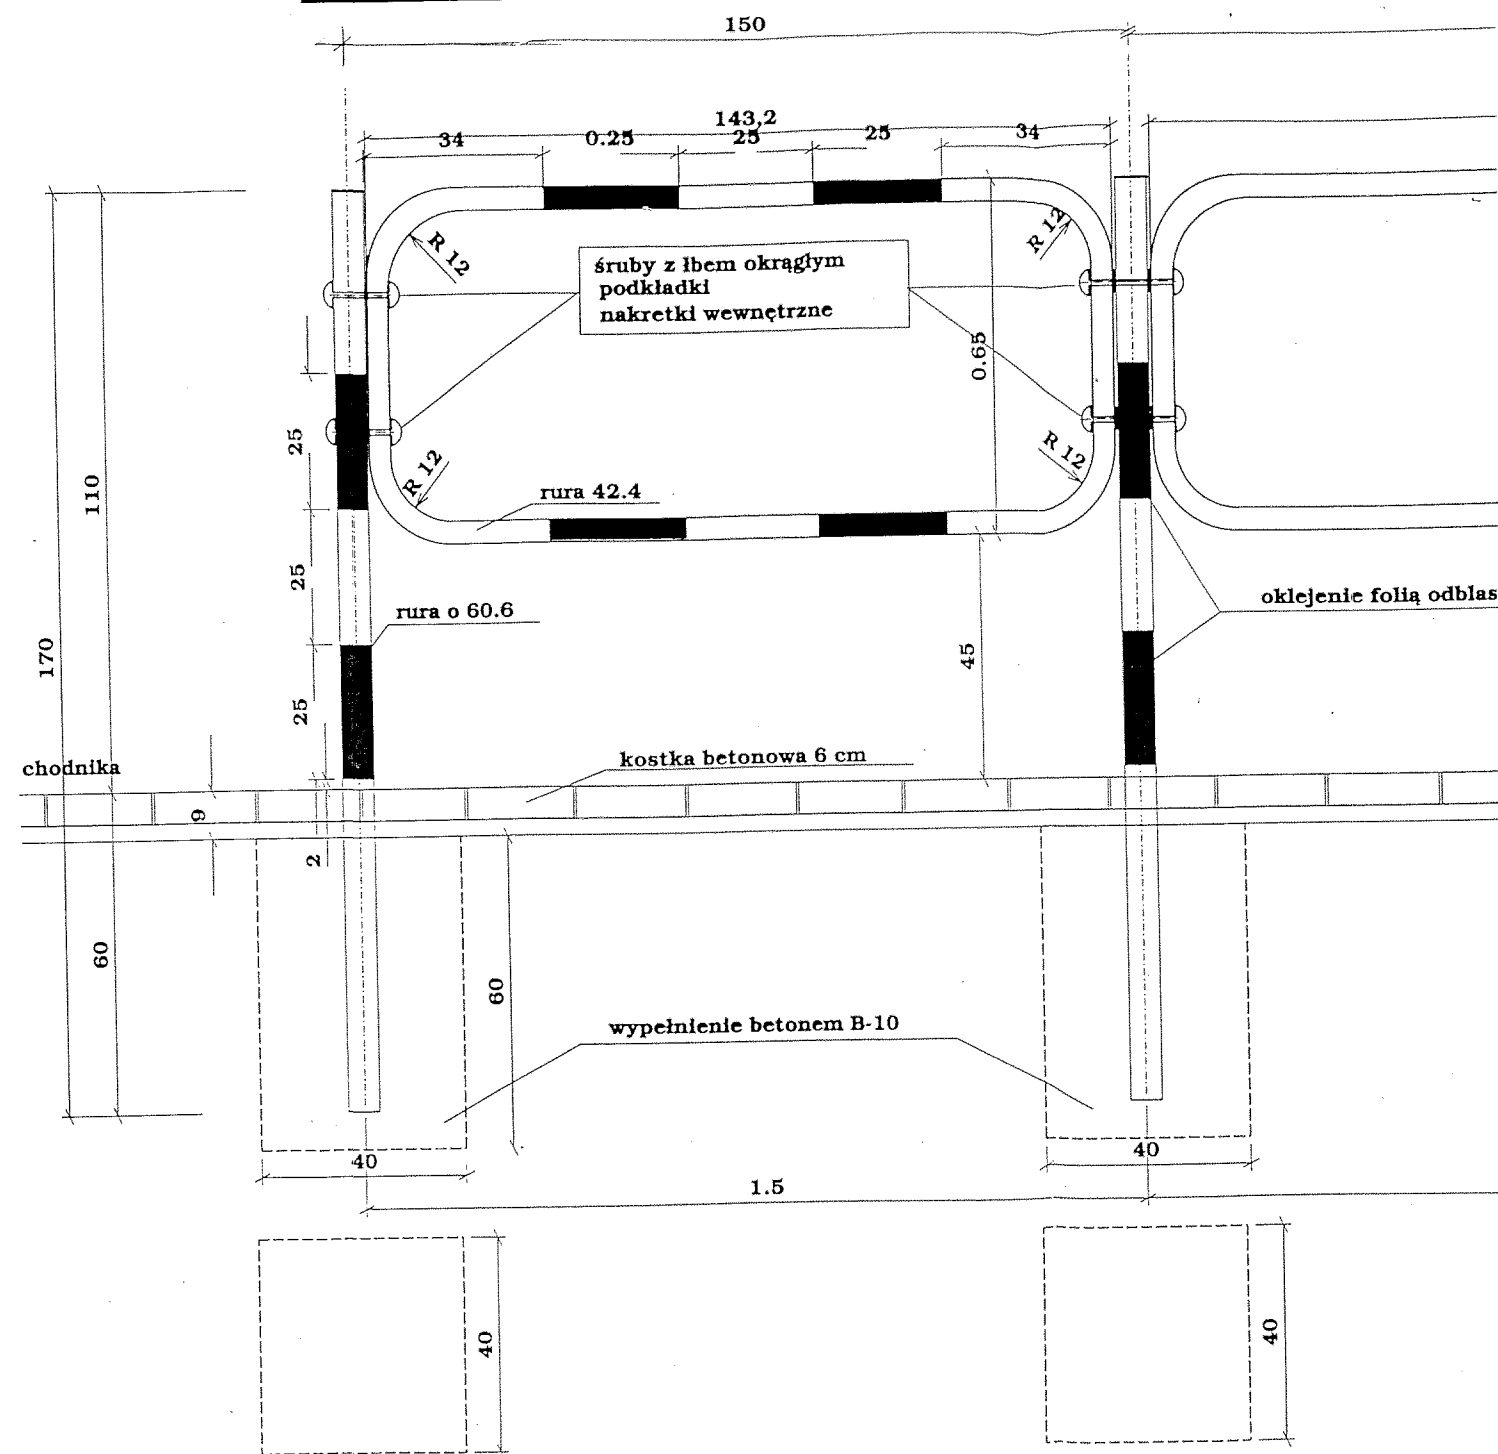 150
143,2
34
0.25
25
25
34
R 12
R 12
śruby z łbem okrągłym
podkładki
nakretki wewnętrzne
0.65
25
110
R 12
R 12
rura 42.4
25
rura o 60.6
oklejenie folią odblas
170
45
25
kostka betonowa 6 cm
chodnika
9
2
60
60
wypełnienie betonem B-10
40
40
1.5
40
40